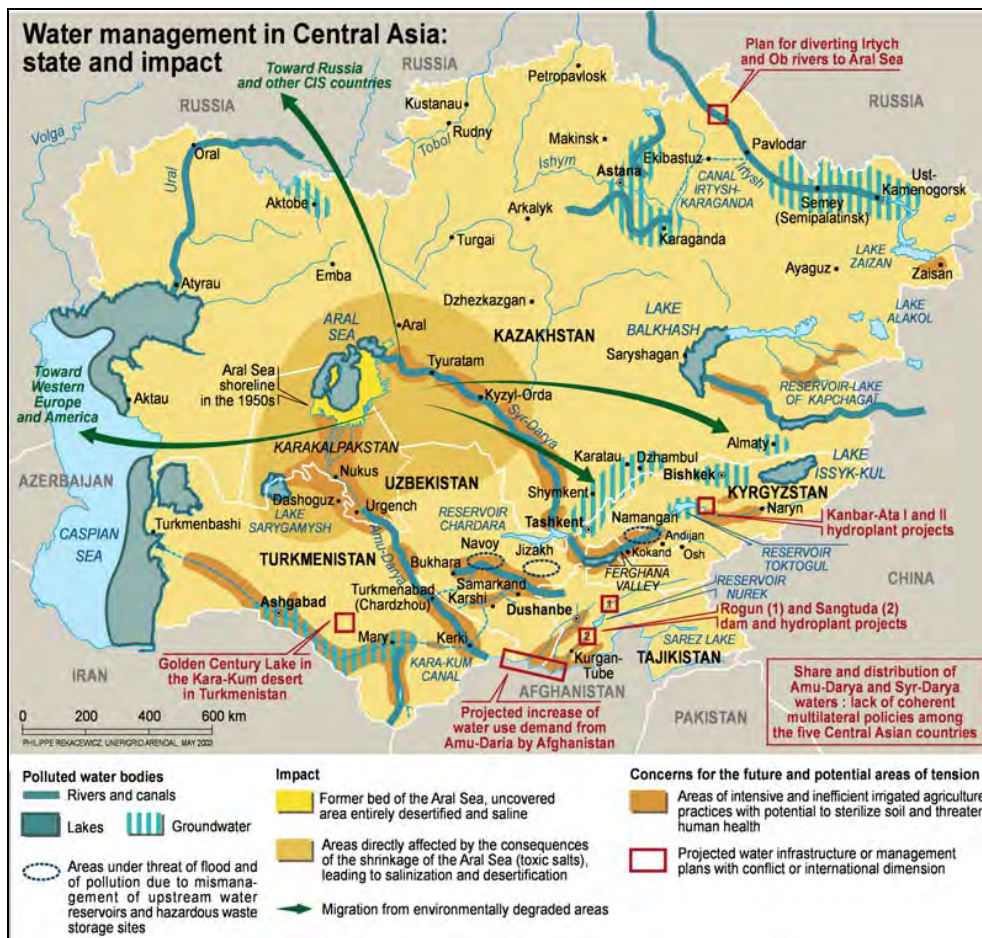 Water management in Central Asia:
state and impact
Toward Russia
and other CIS countries
RUSSIA
RUSSIA
RUSSIA
Plan for diverting Irtych
and Ob rivers to Aral Sea
Volga
Petropavlosk
Kustanau
Rudny
Tobol
Oral
Ural
Makinsk
Ishym
Ekibastuz
Pavlodar
Astana
CANAL
IRTYSH-
KARAGANDA
Irtysh
Ust-
Kamenogorsk
Semey
(Semipalatinsk)
Aktobe
Arkalyk
Karaganda
Turgai
LAKE
ZAIZAN
Emba
Ayaguz
Zaisan
Atyrau
Dzhezkazgan
LAKE
ALAKOL
ARAL
SEA
Aral
KAZAKHSTAN
LAKE
BALKHASH
Saryshagan
Toward
Western
Europe
and America
Aral Sea
shoreline
in the 1950s
Tyuratam
Aktau
Kyzyl-Orda
Syr-Darya
RESERVOIR-LAKE
OF KAPCHAGAÏ
KARAKALPAKSTAN
Almaty
Karatau
Dzhambul
Bishkek
LAKE
ISSYK-KUL
AZERBAIJAN
Nukus
UZBEKISTAN
Shymkent
KYRGYZSTAN
Dashoguz
Urgench
LAKE
SARYGAMYSH
RESERVOIR
CHARDARA
Tashkent
Namangan
Naryn
Kanbar-Ata I and II
hydroplant projects
CASPIAN
SEA
Turkmenbashi
Amu-Darya
Navoy
Jizakh
Andijan
Kokand
Osh
RESERVOIR
TOKTOGUL
TURKMENISTAN
Bukhara
FERGHANA
VALLEY
CHINA
Samarkand
Turkmenabad
(Chardzhou)
Karshi
Dushanbe
RESERVOIR
NUREK
Ashgabad
1
Rogun (1) and Sangtuda (2)
dam and hydroplant projects
Mary
Kerki
2
SAREZ LAKE
Golden Century Lake in
the Kara-Kum desert
in Turkmenistan
KARA-KUM
CANAL
Kurgan-
Tube
TAJIKISTAN
IRAN
AFGHANISTAN
Projected increase of
water use demand from
Amu-Daria by Afghanistan
PAKISTAN
Share and distribution of
Amu-Darya and Syr-Darya
waters : lack of coherent
multilateral policies among
the five Central Asian countries
0 200 400 600 km
PHILIPPE REKACEWICZ, UNEP/GRID ARENDAL, MAY 2003
Polluted water bodies
Rivers and canals
Lakes
Groundwater
Areas under threat of flood and
of pollution due to mismana-
gement of upstream water
reservoirs and hazardous waste
storage sites
Impact
Former bed of the Aral Sea, uncovered
area entirely desertified and saline
Areas directly affected by the consequences
of the shrinkage of the Aral Sea (toxic salts),
leading to salinization and desertification
Migration from environmentally degraded areas
Concerns for the future and potential areas of tension
Areas of intensive and inefficient irrigated agriculture
practices with potential to sterilize soil and threaten
human health
Projected water infrastructure or management
plans with conflict or international dimension